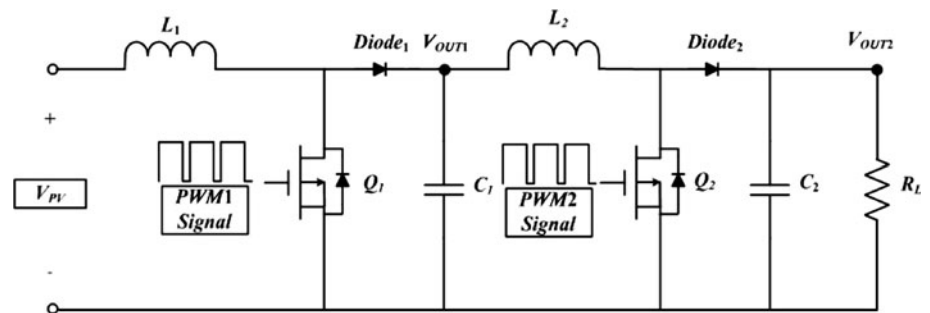 L1
Diode1
VOUT1
L2
Diode2
VOUT2
+
VPV
-
PWM1
Signal
Q1
C1
PWM2
Signal
Q2
C2
RL